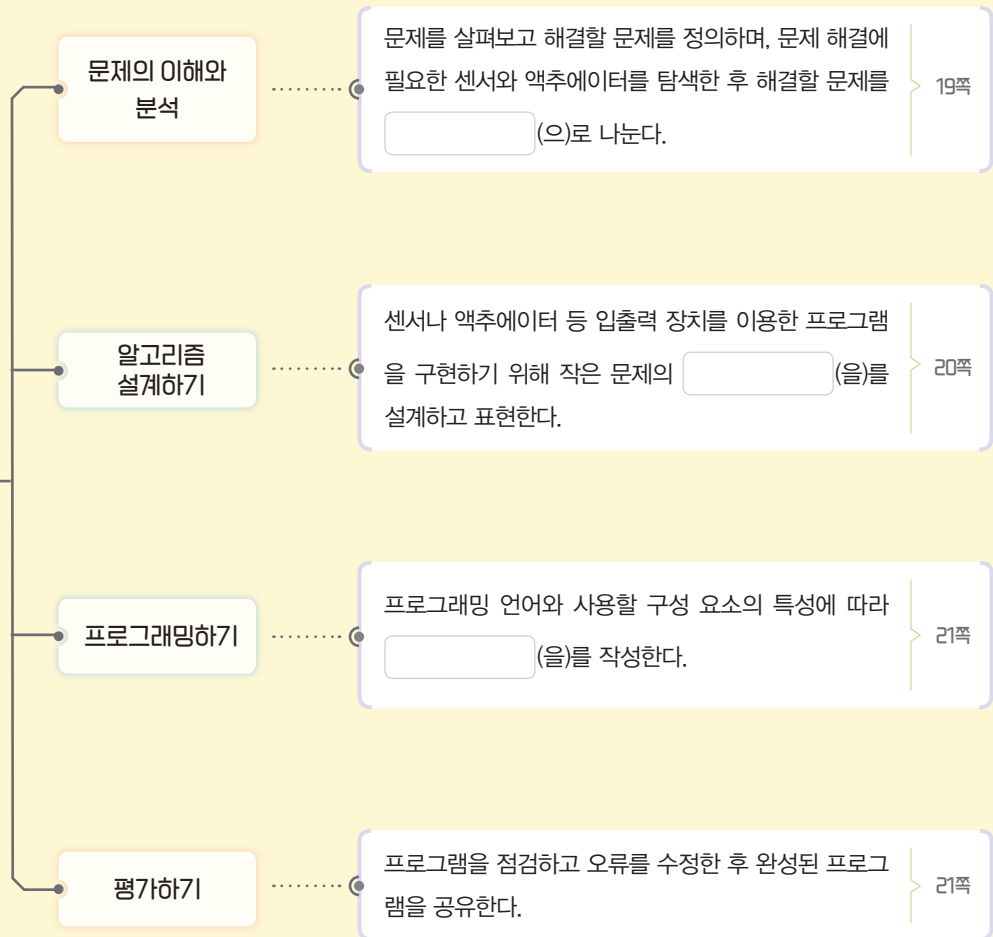 문제의 이해와
분석
문제를 살펴보고 해결할 문제를 정의하며, 문제 해결에
필요한 센서와 액추에이터를 탐색한 후 해결할 문제를
(으)로 나눈다.
19쪽
알고리즘
설계하기
센서나 액추에이터 등 입출력 장치를 이용한 프로그램
을 구현하기 위해 작은 문제의 (을)를
설계하고 표현한다.
20쪽
프로그래밍하기
프로그래밍 언어와 사용할 구성 요소의 특성에 따라
(을)를 작성한다.
21쪽
평가하기
프로그램을 점검하고 오류를 수정한 후 완성된 프로그
램을 공유한다.
21쪽